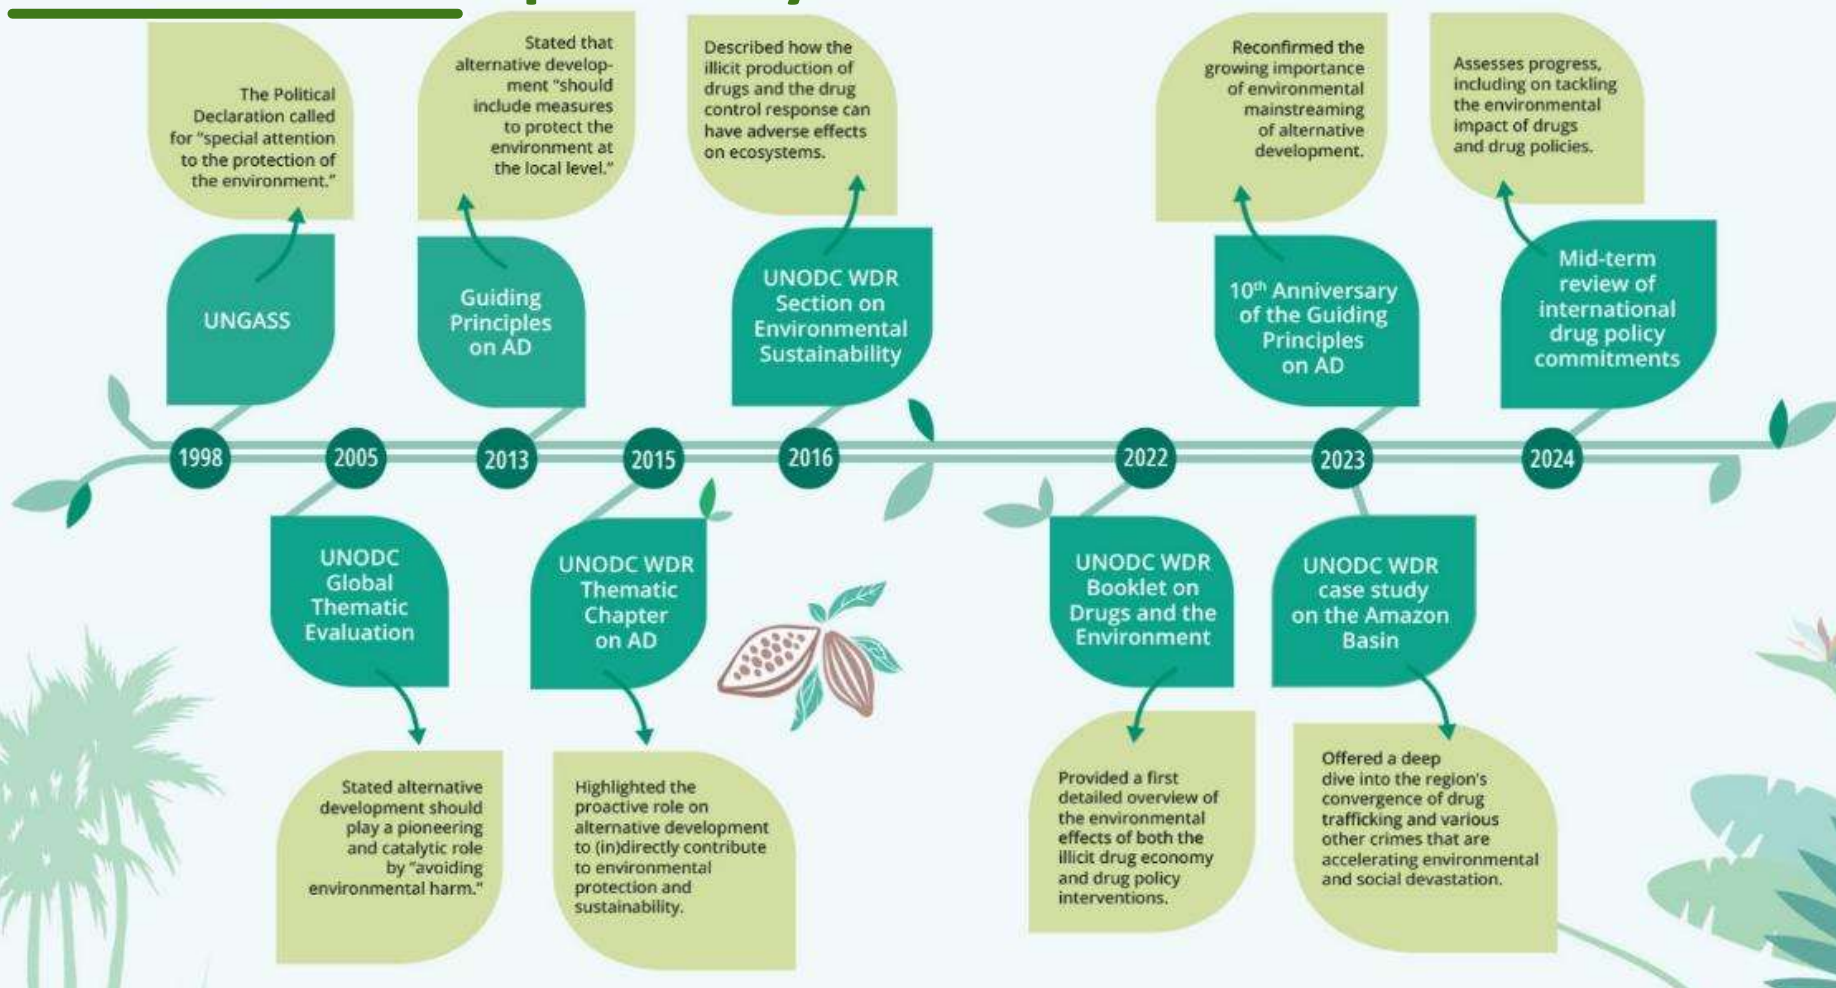 The Political
Declaration called
for “special attention
to the protection of
the environment.”
Stated that
alternative develop-
ment “should
include measures
to protect the
environment at
the local level.”
Described how the
illicit production of
drugs and the drug
control response can
have adverse effects
on ecosystems.
Reconfirmed the
growing importance
of environmental
mainstreaming
of alternative
development.
Assesses progress,
including on tackling
the environmental
impact of drugs
and drug policies.
UNGASS
Guiding
Principles
on AD
UNODC WDR
Section on
Environmental
Sustainability
10th Anniversary
of the Guiding
Principles
on AD
Mid-term
review of
international
drug policy
commitments
1998
2005
2013
2015
2016
2022
2023
2024
UNODC
Global
Thematic
Evaluation
UNODC WDR
Thematic
Chapter
on AD
UNODC WDR
Booklet on
Drugs and the
Environment
UNODC WDR
case study
on the Amazon
Basin
Stated alternative
development should
play a pioneering
and catalytic role
by “avoiding
environmental harm.”
Highlighted the
proactive role on
alternative development
to (in)directly contribute
to environmental
protection and
sustainability.
Provided a first
detailed overview of
the environmental
effects of both the
illicit drug economy
and drug policy
interventions.
Offered a deep
dive into the region’s
convergence of drug
trafficking and various
other crimes that are
accelerating environmental
and social devastation.